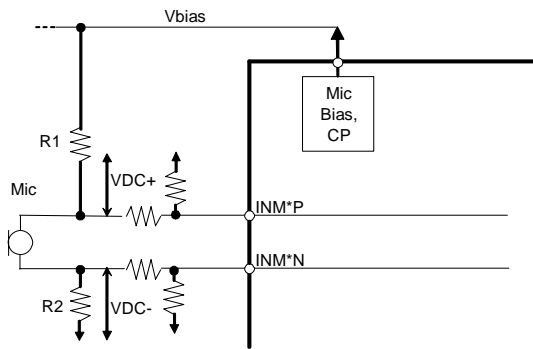 Vbias
Mic
Bias,
CP
R1
VDC+
Mic
INM*P
INM*N
R2
VDC-